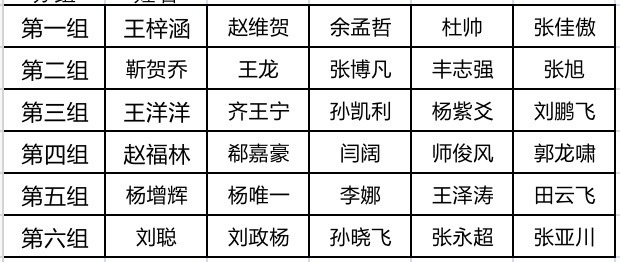 第一组 王梓涵 赵维贺 余孟哲 杜帅 张佳傲
第二组 靳贺乔 王龙 张博凡 丰志强 张旭
第三组 王洋洋 齐王宁 孙凯利 杨紫爻 刘鹏飞
第四组 赵福林 郗嘉豪 闫阔 师俊风 郭龙啸
第五组 杨增辉 杨唯一 李娜 王泽涛 田云飞
第六组 刘聪 刘政杨 孙晓飞 张永超 张亚川